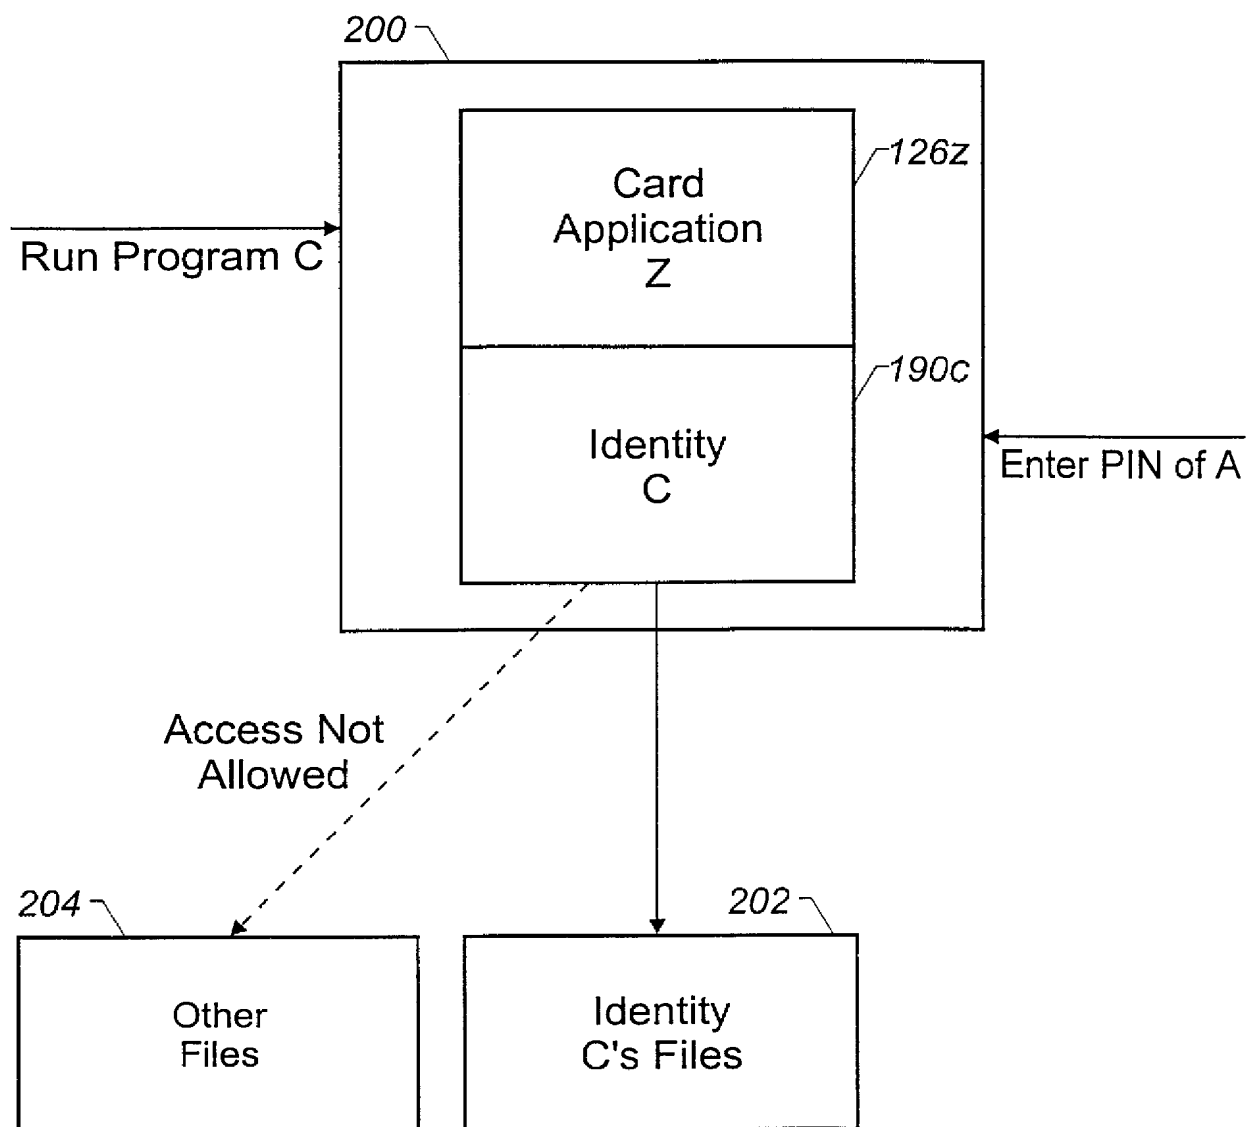 200
126z
Card
Application
Z
Run Program C
190c
Identity
C
Enter PIN of A
Access Not
Allowed
204
202
Other
Files
Identity
C's Files